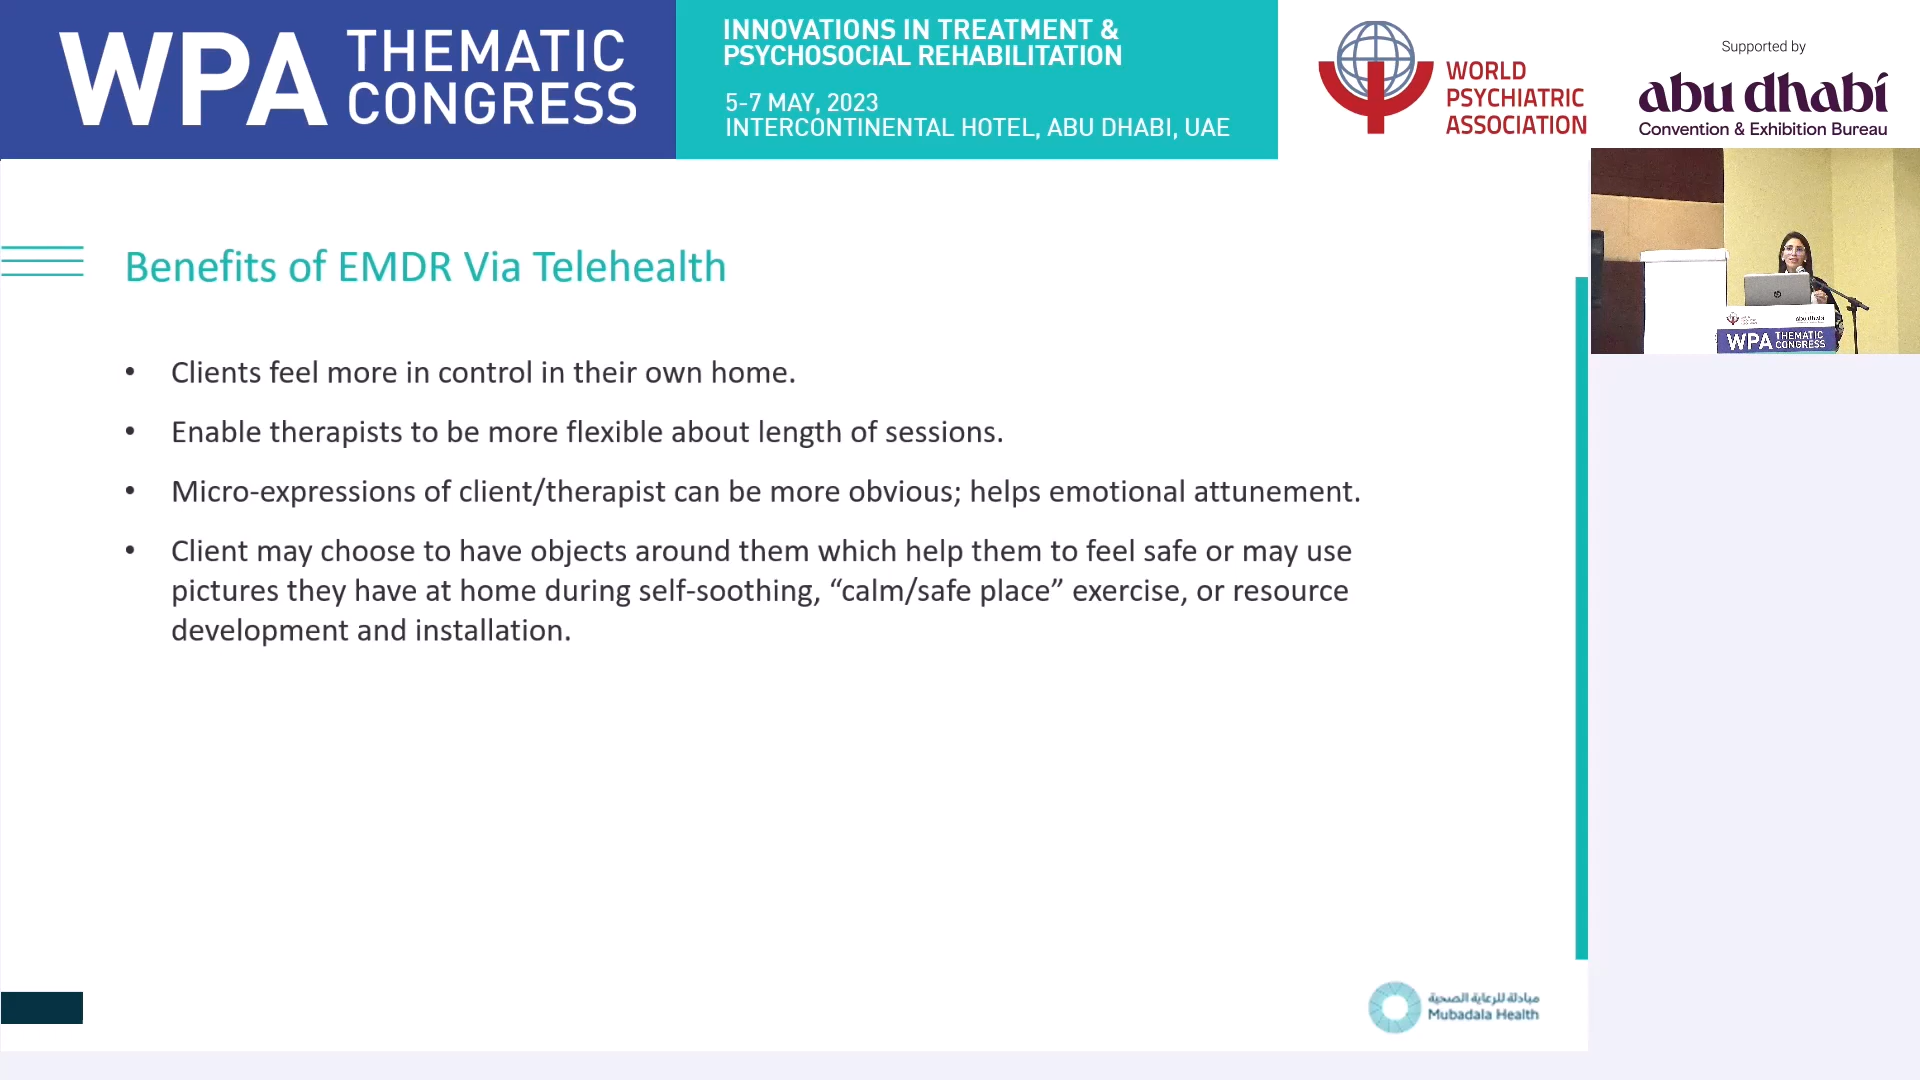 WPA THEMATIC CONGRESS
INNOVATIONS IN TREATMENT &
PSYCHOSOCIAL REHABILITATION
5-7 MAY, 2023
INTERCONTINENTAL HOTEL, ABU DHABI, UAE
WORLD
PSYCHIATRIC
ASSOCIATION
Supported by
abu dhabi
Convention & Exhibition Bureau
Benefits of EMDR Via Telehealth
• Clients feel more in control in their own home.
• Enable therapists to be more flexible about length of sessions.
• Micro-expressions of client/therapist can be more obvious; helps emotional attunement.
• Client may choose to have objects around them which help them to feel safe or may use
pictures they have at home during self-soothing, “calm/safe place” exercise, or resource
development and installation.
abu dhabi
WPA THEMATIC
CONGRESS
مبادلة للرعاية الصحية
Mubadala Health